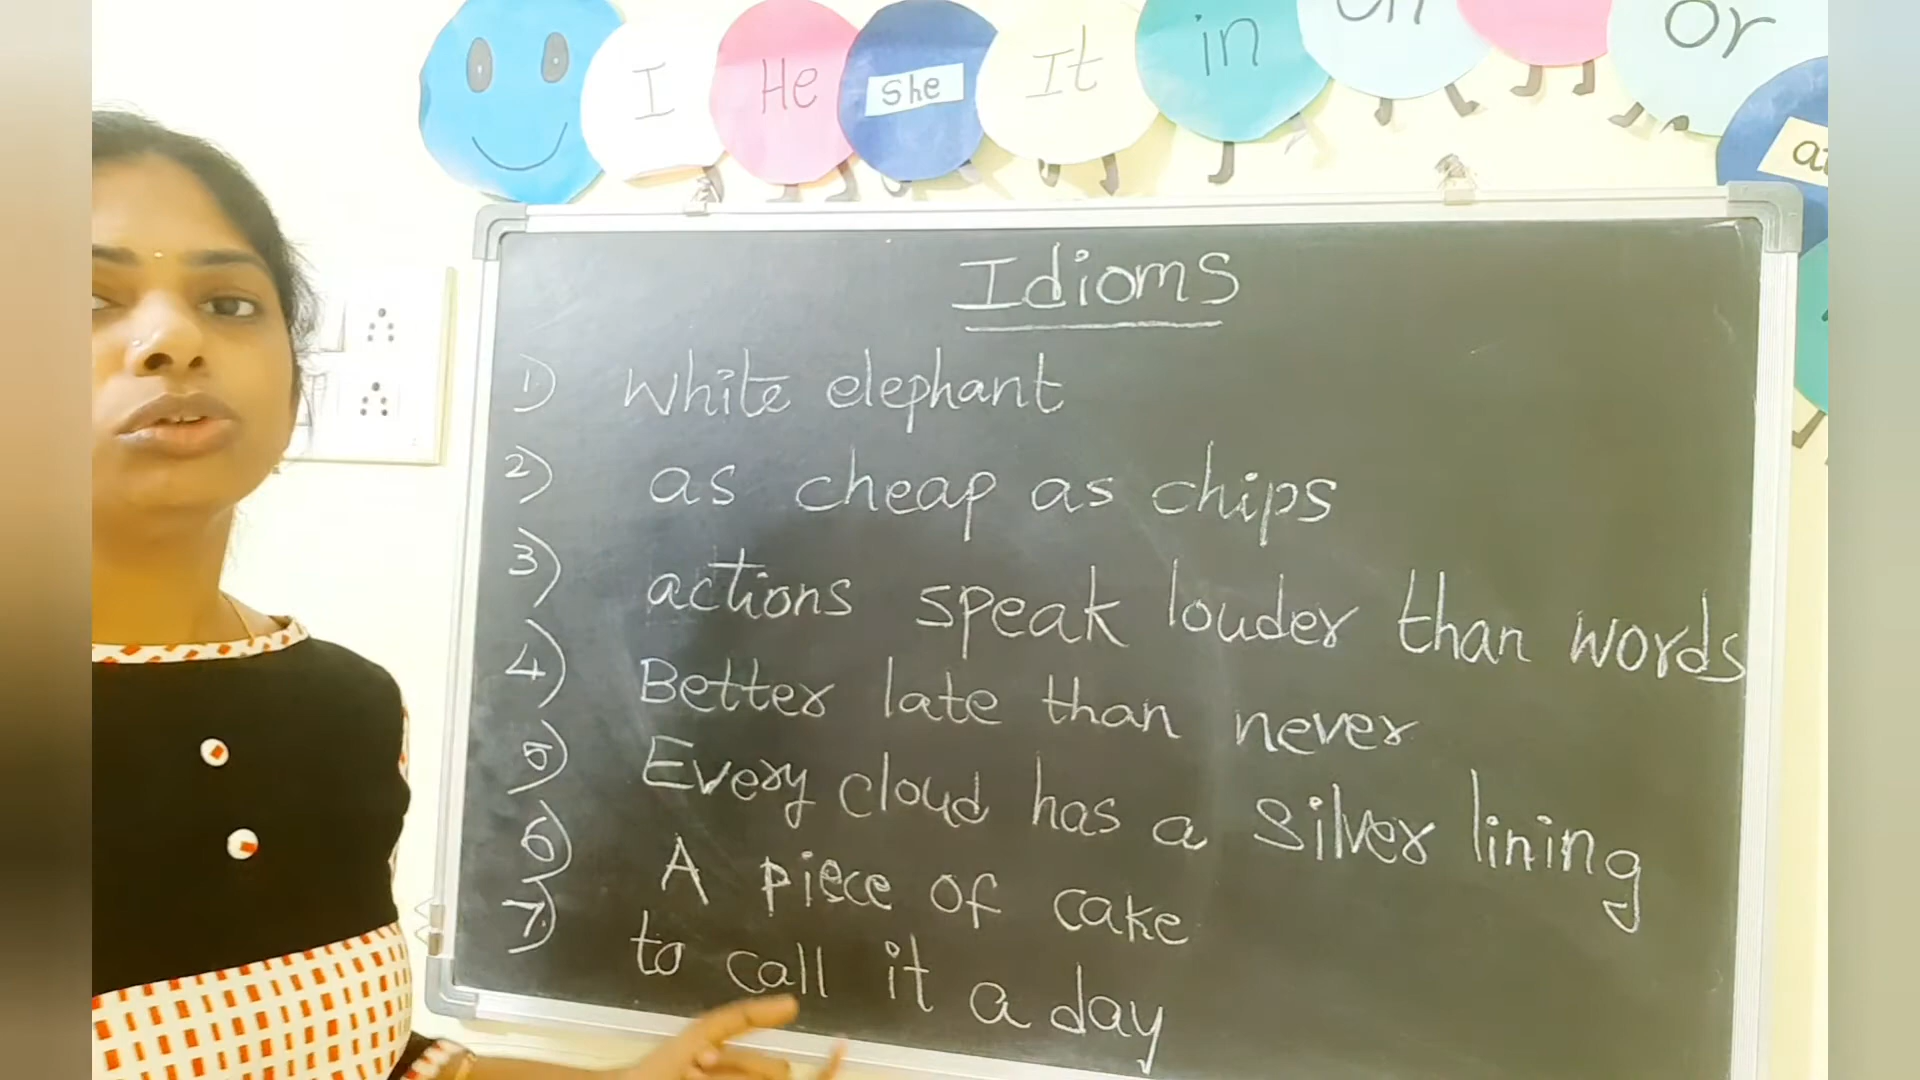 I
He
She
It
in
or
Idioms
1) White elephant
2) as cheap as chips
3) actions speak louder than words
4) Better late than never
5) Every cloud has a silver lining
6) A piece of cake
7) to call it a day